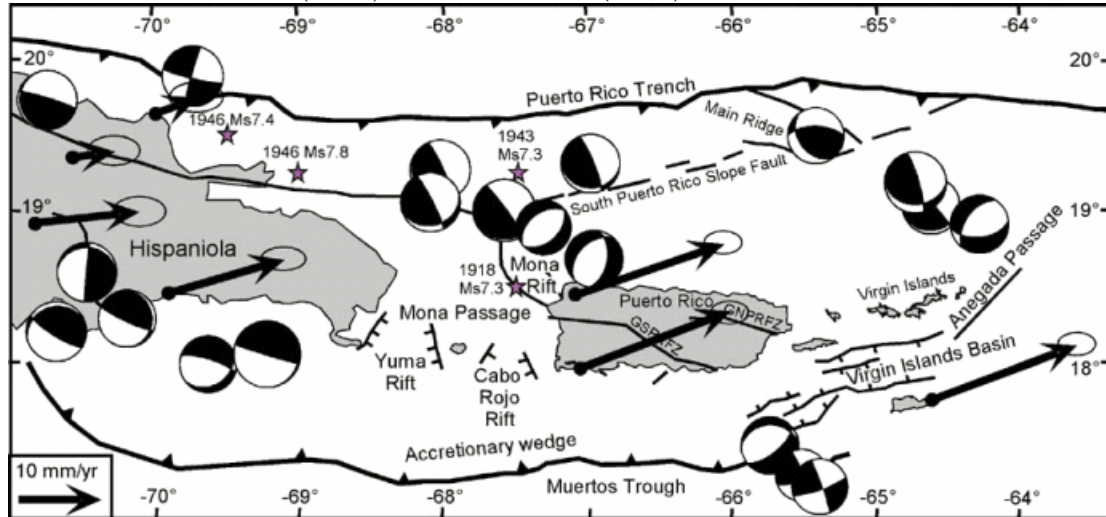 -70° -69° -68° -67° -66° -65° -64°
20° 20°
Puerto Rico Trench
1946 Ms7.4
Main Ridge
1946 Ms7.8
1943
Ms7.3
South Puerto Rico Slope Fault
19° 19°
Hispaniola
Mona
Rift
1918
Ms7.3
Mona Passage
Puerto Rico
GNPRFZ
GSPRFZ
Virgin Islands
Anegada Passage
Yuma
Rift
Cabo
Rojo
Rift
Virgin Islands Basin
18°
Accretionary wedge
10 mm/yr
Muertos Trough
-70° -69° -68° -67° -66° -65° -64°